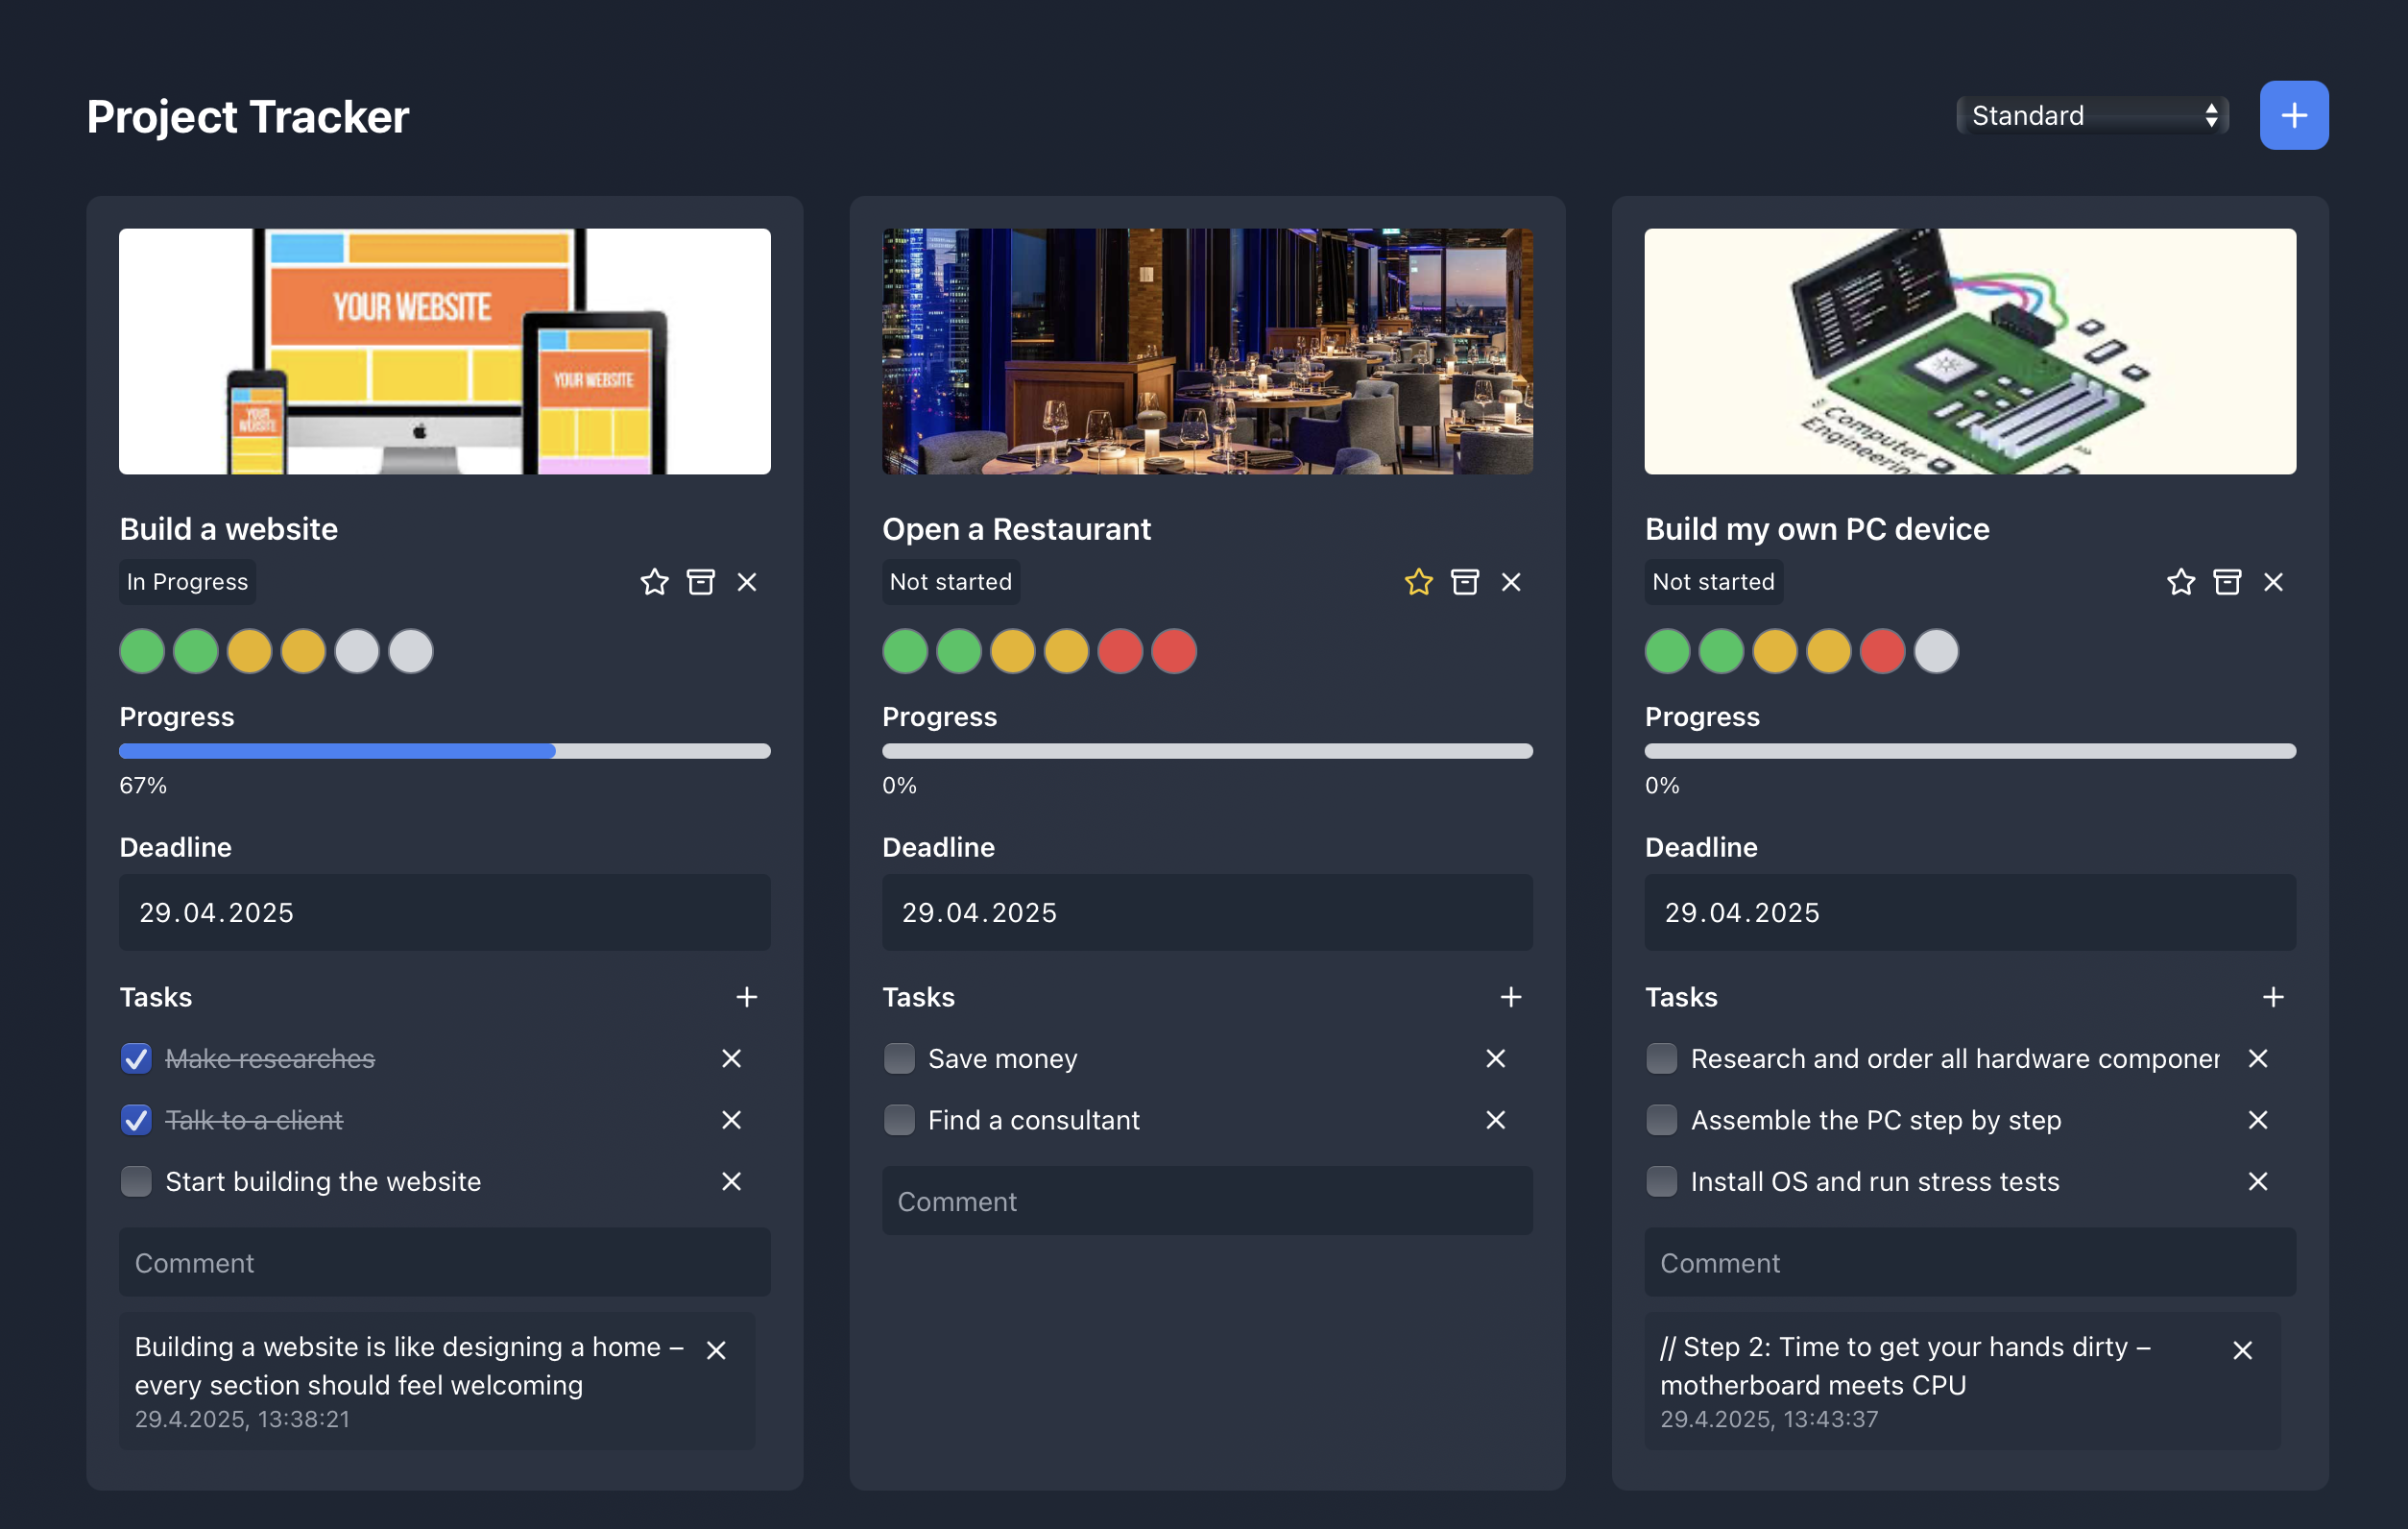 Project Tracker
Standard
YOUR WEBSITE
YOUR WEBSITE
YOUR
WEBSITE
Computer
Build a website
In Progress
Progress
67%
Deadline
29.04.2025
Tasks
Make researches
Talk to a client
Start building the website
Comment
Building a website is like designing a home –
every section should feel welcoming
29.4.2025, 13:38:21
Open a Restaurant
Not started
Progress
0%
Deadline
29.04.2025
Tasks
Save money
Find a consultant
Comment
Build my own PC device
Not started
Progress
0%
Deadline
29.04.2025
Tasks
Research and order all hardware componer
Assemble the PC step by step
Install OS and run stress tests
Comment
// Step 2: Time to get your hands dirty –
motherboard meets CPU
29.4.2025, 13:43:37